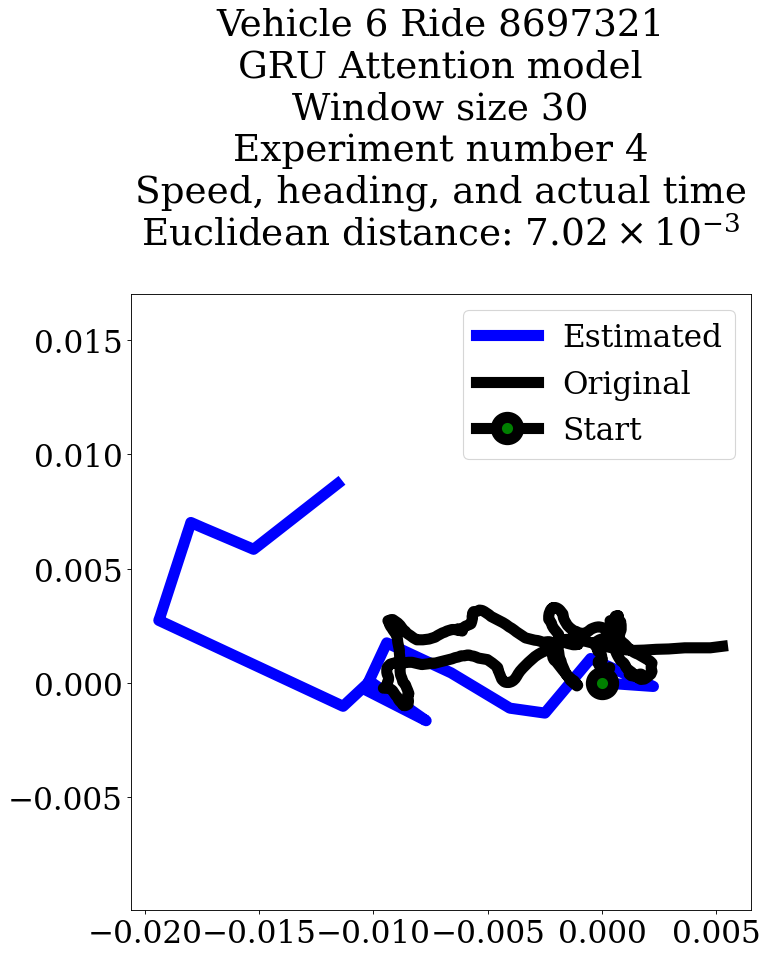 Vehicle 6 Ride 8697321
GRU Attention model
Window size 30
Experiment number 4
Speed, heading, and actual time
Euclidean distance: 7.02 × 10⁻³
Estimated
Original
Start
0.015
0.010
0.005
0.000
−0.005
−0.020 −0.015 −0.010 −0.005 0.000 0.005